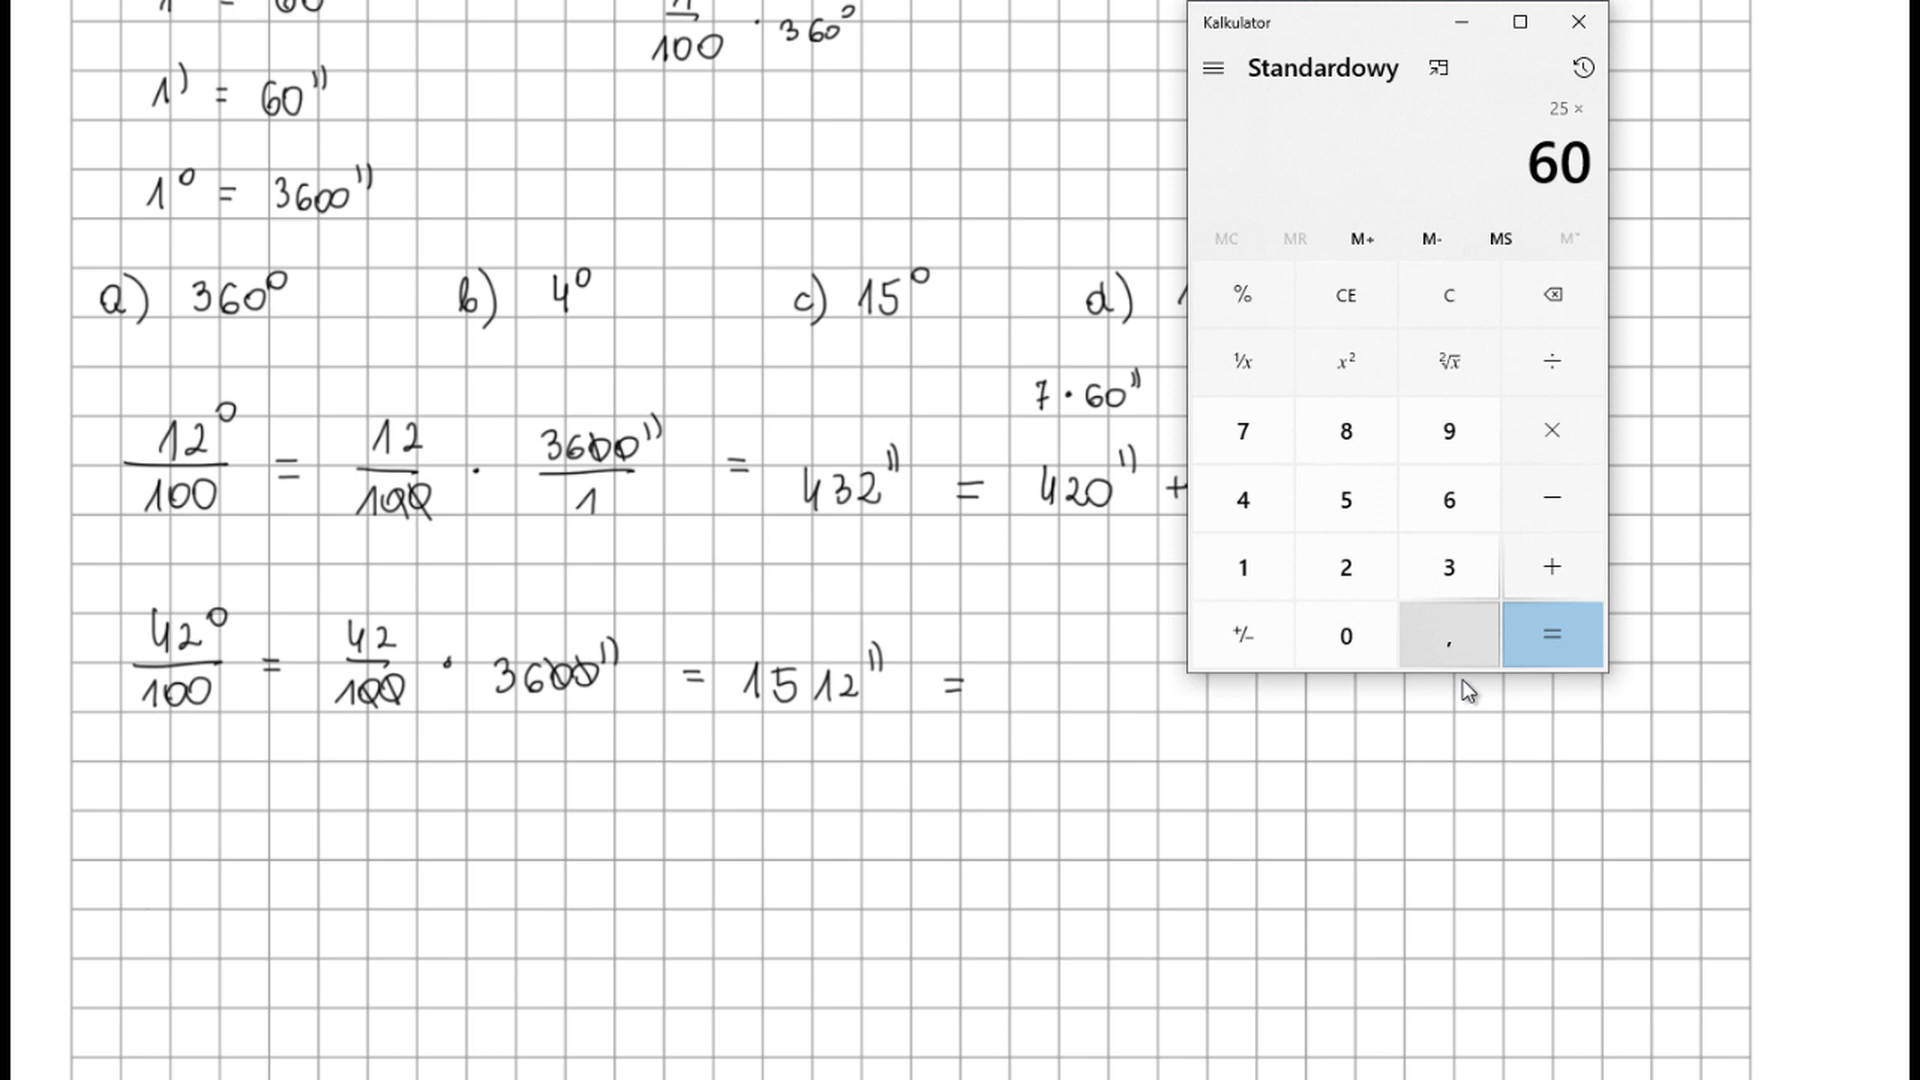 100 · 360°
1' = 60''
1° = 3600''
a) 360° b) 4° c) 15° d)
7 · 60''
12°/100 = 12/100 · 3600''/1 = 432'' = 420'' +
42°/100 = 42/100 · 3600'' = 1512'' =
Kalkulator
Standardowy
25 ×
60
MC MR M+ M- MS M˅
% CE C
¹/x x² ²√x ÷
7 8 9 ×
4 5 6 −
1 2 3 +
+/− 0 , =